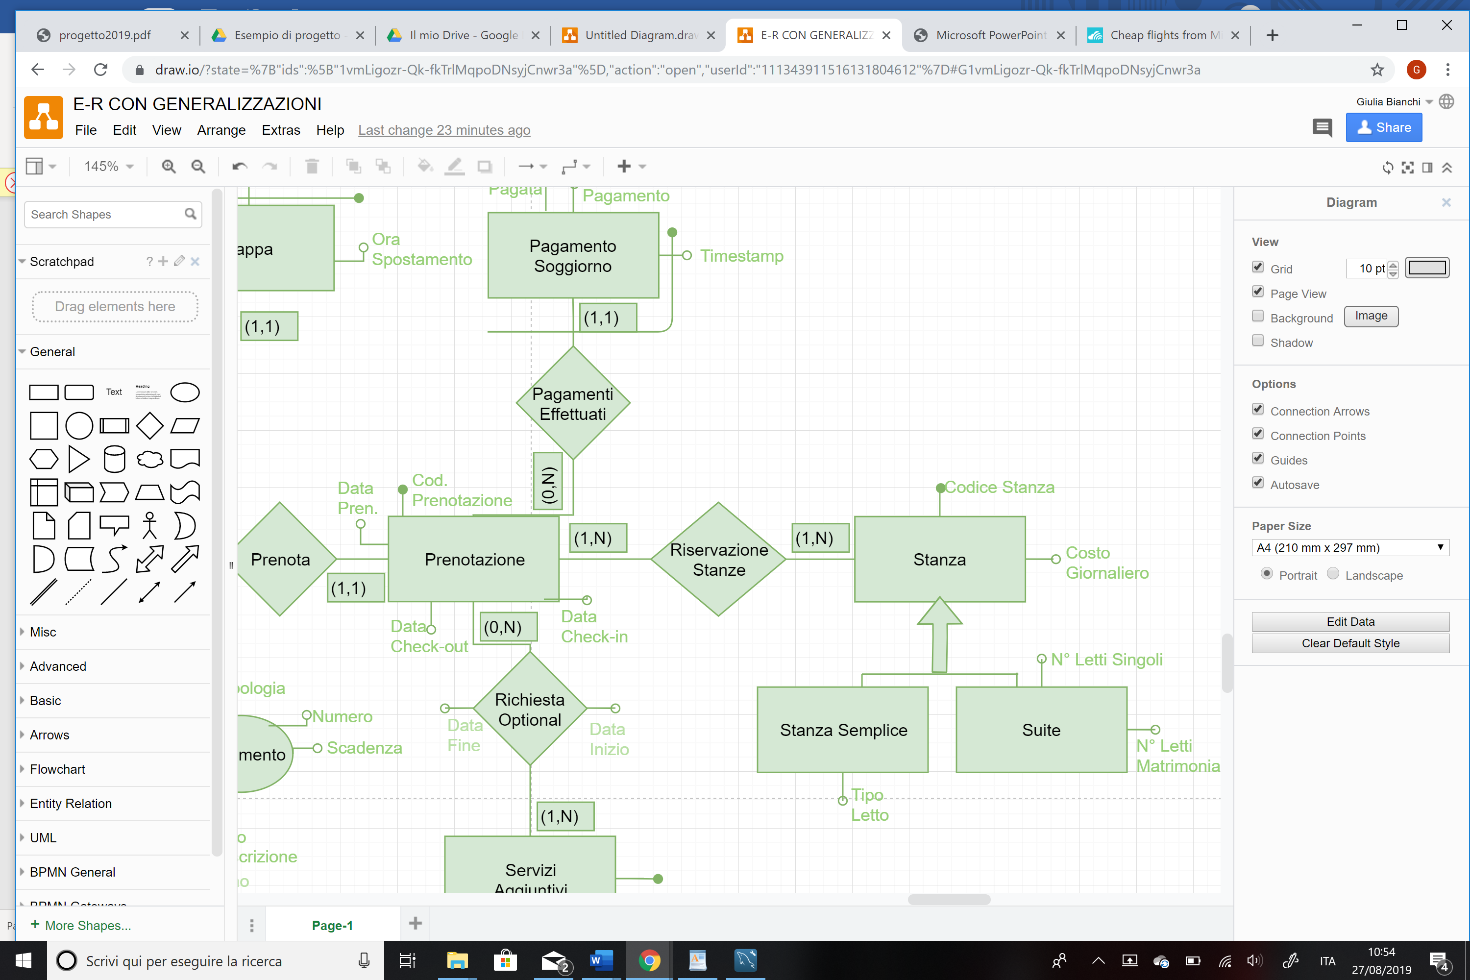 progetto2019.pdf
Esempio di progetto
Il mio Drive - Google
Untitled Diagram.dra
E-R CON GENERALIZZ
Microsoft PowerPoint
Cheap flights from M
draw.io/?state=%7B"ids":%5B"1vmLigozr-Qk-fkTrlMqpoDNsyjCnwr3a"%5D,"action":"open","userId":"111343911516131804612"%7D#G1vmLigozr-Qk-fkTrlMqpoDNsyjCnwr3a
G
E-R CON GENERALIZZAZIONI
Giulia Bianchi
File Edit View Arrange Extras Help Last change 23 minutes ago
Share
145%
Search Shapes
Scratchpad
?
Drag elements here
General
Text
Heading
Misc
Advanced
Basic
Arrows
Flowchart
Entity Relation
UML
BPMN General
BPMN Gateways
+ More Shapes...
Pagata
Pagamento
appa
Ora
Spostamento
Pagamento
Soggiorno
Timestamp
(1,1)
(1,1)
Pagamenti
Effettuati
(0,N)
Data
Pren.
Cod.
Prenotazione
Codice Stanza
Prenota
(1,1)
Prenotazione
(1,N)
Riservazione
Stanze
(1,N)
Stanza
Costo
Giornaliero
Data
Check-out
(0,N)
Data
Check-in
ologia
Numero
Scadenza
mento
Richiesta
Optional
Data
Fine
Data
Inizio
N° Letti Singoli
Stanza Semplice
Suite
N° Letti
Matrimonia
Tipo
Letto
(1,N)
o
crizione
no
Servizi
Aggiuntivi
Page-1
Diagram
View
Grid
10 pt
Page View
Background
Image
Shadow
Options
Connection Arrows
Connection Points
Guides
Autosave
Paper Size
A4 (210 mm x 297 mm)
Portrait
Landscape
Edit Data
Clear Default Style
Scrivi qui per eseguire la ricerca
2
ITA
10:54
27/08/2019
4